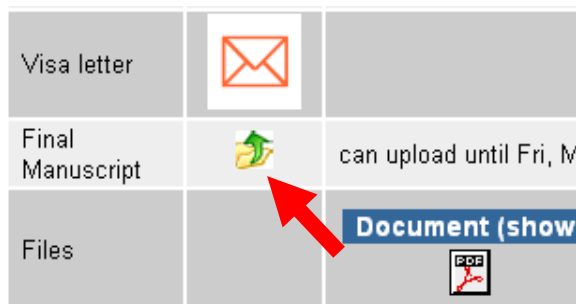 Visa letter
Final
Manuscript
can upload until Fri, M
Files
Document (show
PDF